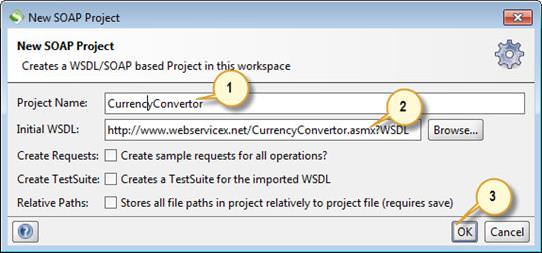 New SOAP Project
New SOAP Project
Creates a WSDL/SOAP based Project in this workspace
1
Project Name: CurrencyConvertor
2
Initial WSDL: http://www.webservicex.net/CurrencyConvertor.asmx?WSDL Browse...
Create Requests: Create sample requests for all operations?
Create TestSuite: Creates a TestSuite for the imported WSDL
Relative Paths: Stores all file paths in project relatively to project file (requires save)
3
? OK Cancel